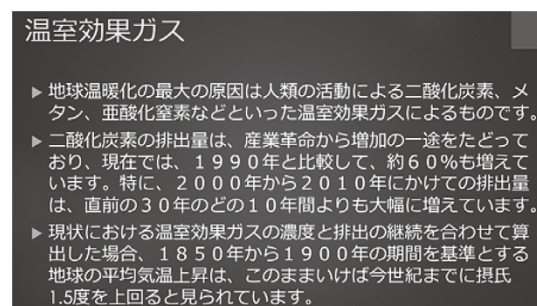 温室効果ガス
▶ 地球温暖化の最大の原因は人類の活動による二酸化炭素、メ
タン、亜酸化窒素などといった温室効果ガスによるものです。
▶ 二酸化炭素の排出量は、産業革命から増加の一途をたどって
おり、現在では、１９９０年と比較して、約６０％も増えて
います。特に、２０００年から２０１０年にかけての排出量
は、直前の３０年のどの１０年間よりも大幅に増えています。
▶ 現状における温室効果ガスの濃度と排出の継続を合わせて算
出した場合、１８５０年から１９００年の期間を基準とする
地球の平均気温上昇は、このままいけば今世紀までに摂氏
1.5度を上回ると見られています。